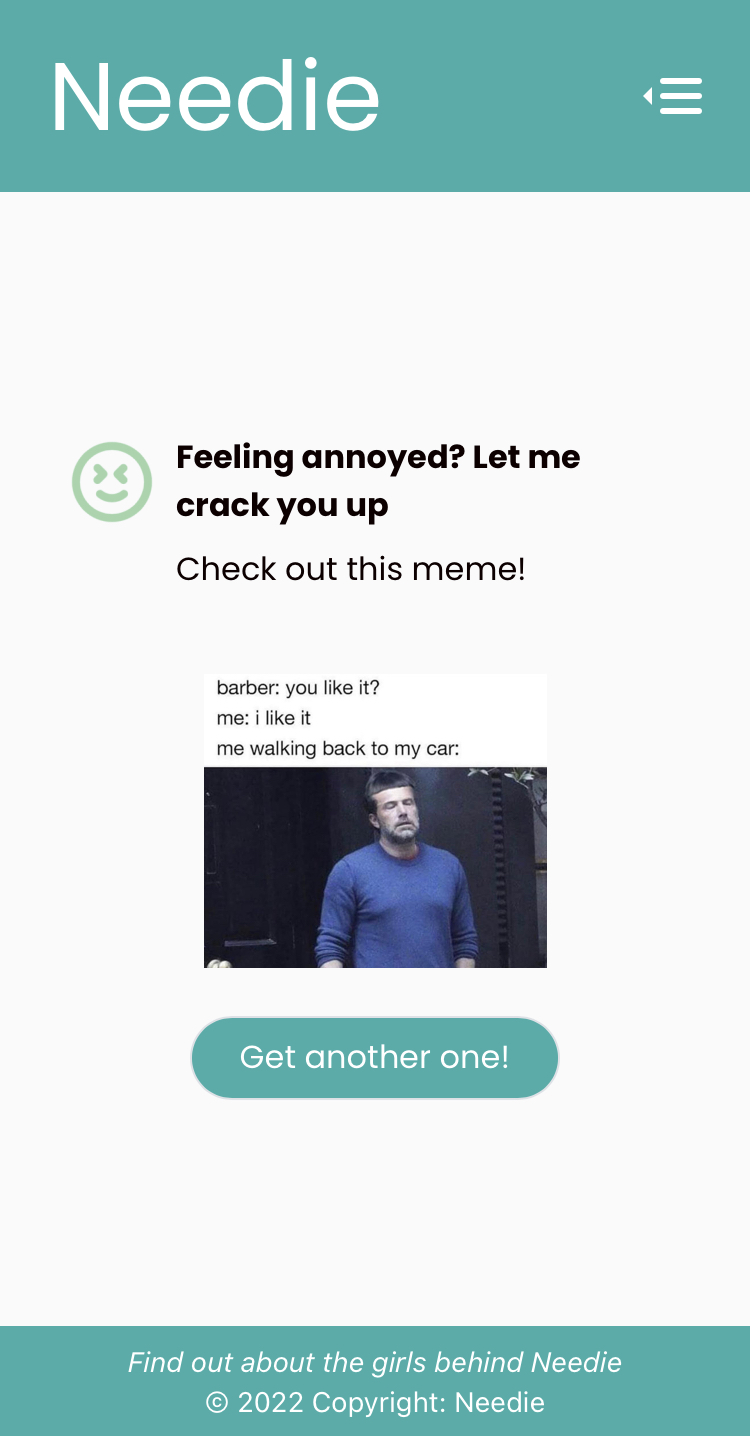 Needie
Feeling annoyed? Let me
crack you up
Check out this meme!
barber: you like it?
me: i like it
me walking back to my car:
Get another one!
Find out about the girls behind Needie
© 2022 Copyright: Needie